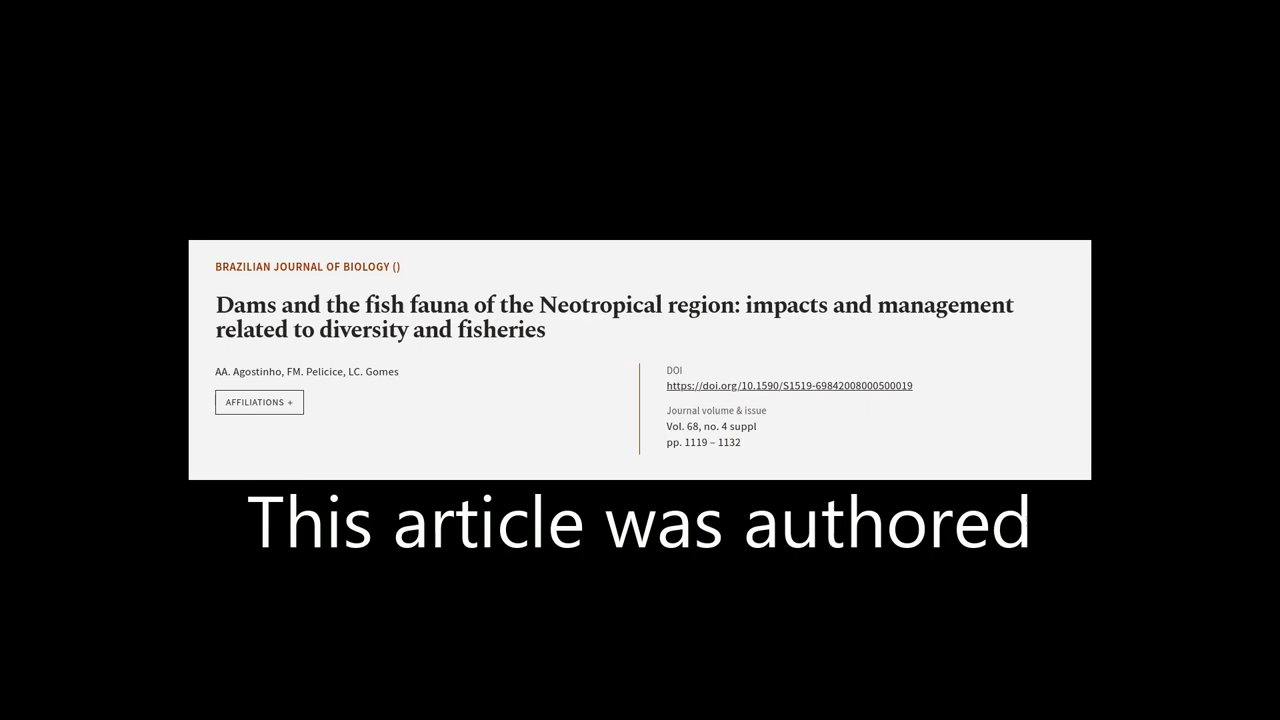 BRAZILIAN JOURNAL OF BIOLOGY ()
Dams and the fish fauna of the Neotropical region: impacts and management
related to diversity and fisheries
AA. Agostinho, FM. Pelicice, LC. Gomes
AFFILIATIONS +
DOI
https://doi.org/10.1590/S1519-69842008000500019
Journal volume & issue
Vol. 68, no. 4 suppl
pp. 1119 – 1132
This article was authored